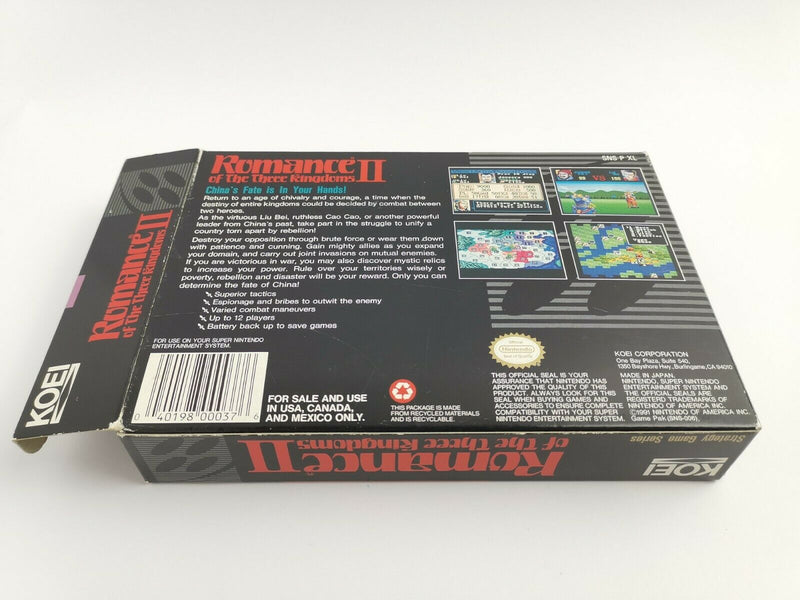 Romance II
of The Three Kingdoms
China's Fate Is In Your Hands!
Return to an age of chivalry and courage, a time when the
destiny of entire kingdoms could be decided by combat between
two heroes.
As the virtuous Liu Bei, ruthless Cao Cao, or another powerful
leader from China's past, take part in the struggle to unify a
country torn apart by rebellion!
Destroy your opposition through brute force or wear them down
with patience and cunning. Gain mighty allies as you expand
your domain, and carry out joint invasions on mutual enemies.
If you are victorious in war, you may also discover mystic relics
to increase your power. Rule over your territories wisely or
poverty, rebellion and disaster will be your reward. Only you can
determine the fate of China!
Superior tactics
Espionage and bribes to outwit the enemy
Varied combat maneuvers
Up to 12 players
Battery back up to save games
FOR USE ON YOUR SUPER NINTENDO
ENTERTAINMENT SYSTEM.
0 40198 00037 6
FOR SALE AND USE
IN USA, CANADA,
AND MEXICO ONLY.
THIS PACKAGE IS MADE
FROM RECYCLED MATERIALS
AND IS RECYCLABLE.
SNS-P-XL
VS
Official
Nintendo
Seal of Quality
THIS OFFICIAL SEAL IS YOUR
ASSURANCE THAT NINTENDO HAS
APPROVED THE QUALITY OF THIS
PRODUCT. ALWAYS LOOK FOR THIS
SEAL WHEN BUYING GAMES AND
ACCESSORIES TO ENSURE COMPLETE
COMPATIBILITY WITH YOUR SUPER
NINTENDO ENTERTAINMENT SYSTEM.
KOEI CORPORATION
One Bay Plaza, Suite 540,
1350 Bayshore Hwy.,Burlingame,CA 94010
MADE IN JAPAN
NINTENDO, SUPER NINTENDO
ENTERTAINMENT SYSTEM AND
THE OFFICIAL SEALS ARE
REGISTERED TRADEMARKS OF
NINTENDO OF AMERICA INC.
©1991 NINTENDO OF AMERICA INC.
Game Pak (SNS-006)
Romance II
of The Three Kingdoms
KOEI
Romance II
of The Three Kingdoms
Strategy Game Series
KOEI